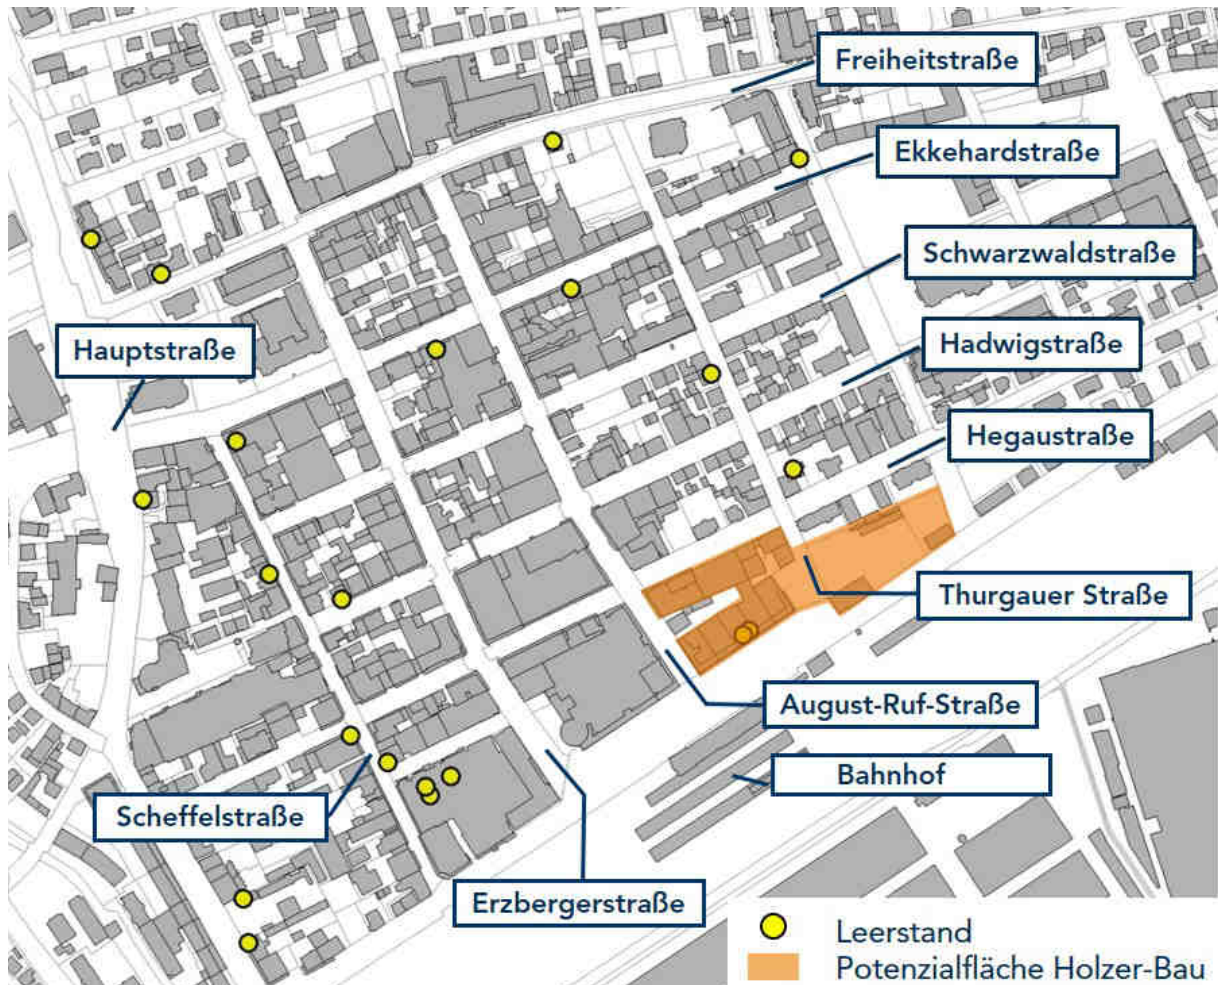 Freiheitstraße
Ekkehardstraße
Schwarzwaldstraße
Hauptstraße
Hadwigstraße
Hegaustraße
Thurgauer Straße
August-Ruf-Straße
Bahnhof
Scheffelstraße
Erzbergerstraße
Leerstand
Potenzialfläche Holzer-Bau